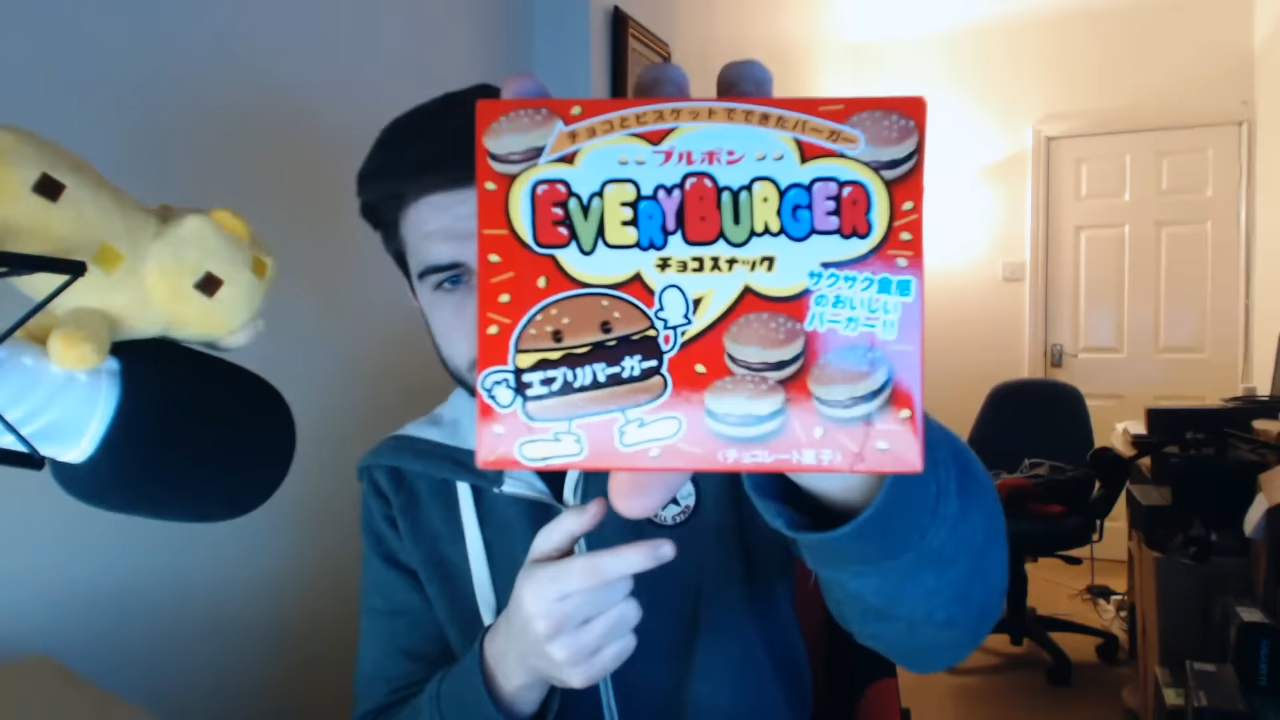 チョコとビスケットでできたバーガー
ブルボン
EVERYBURGER
チョコスナック
サクサク食感
のおいしい
バーガー!!
エブリバーガー
(チョコレート菓子)
ALL STAR